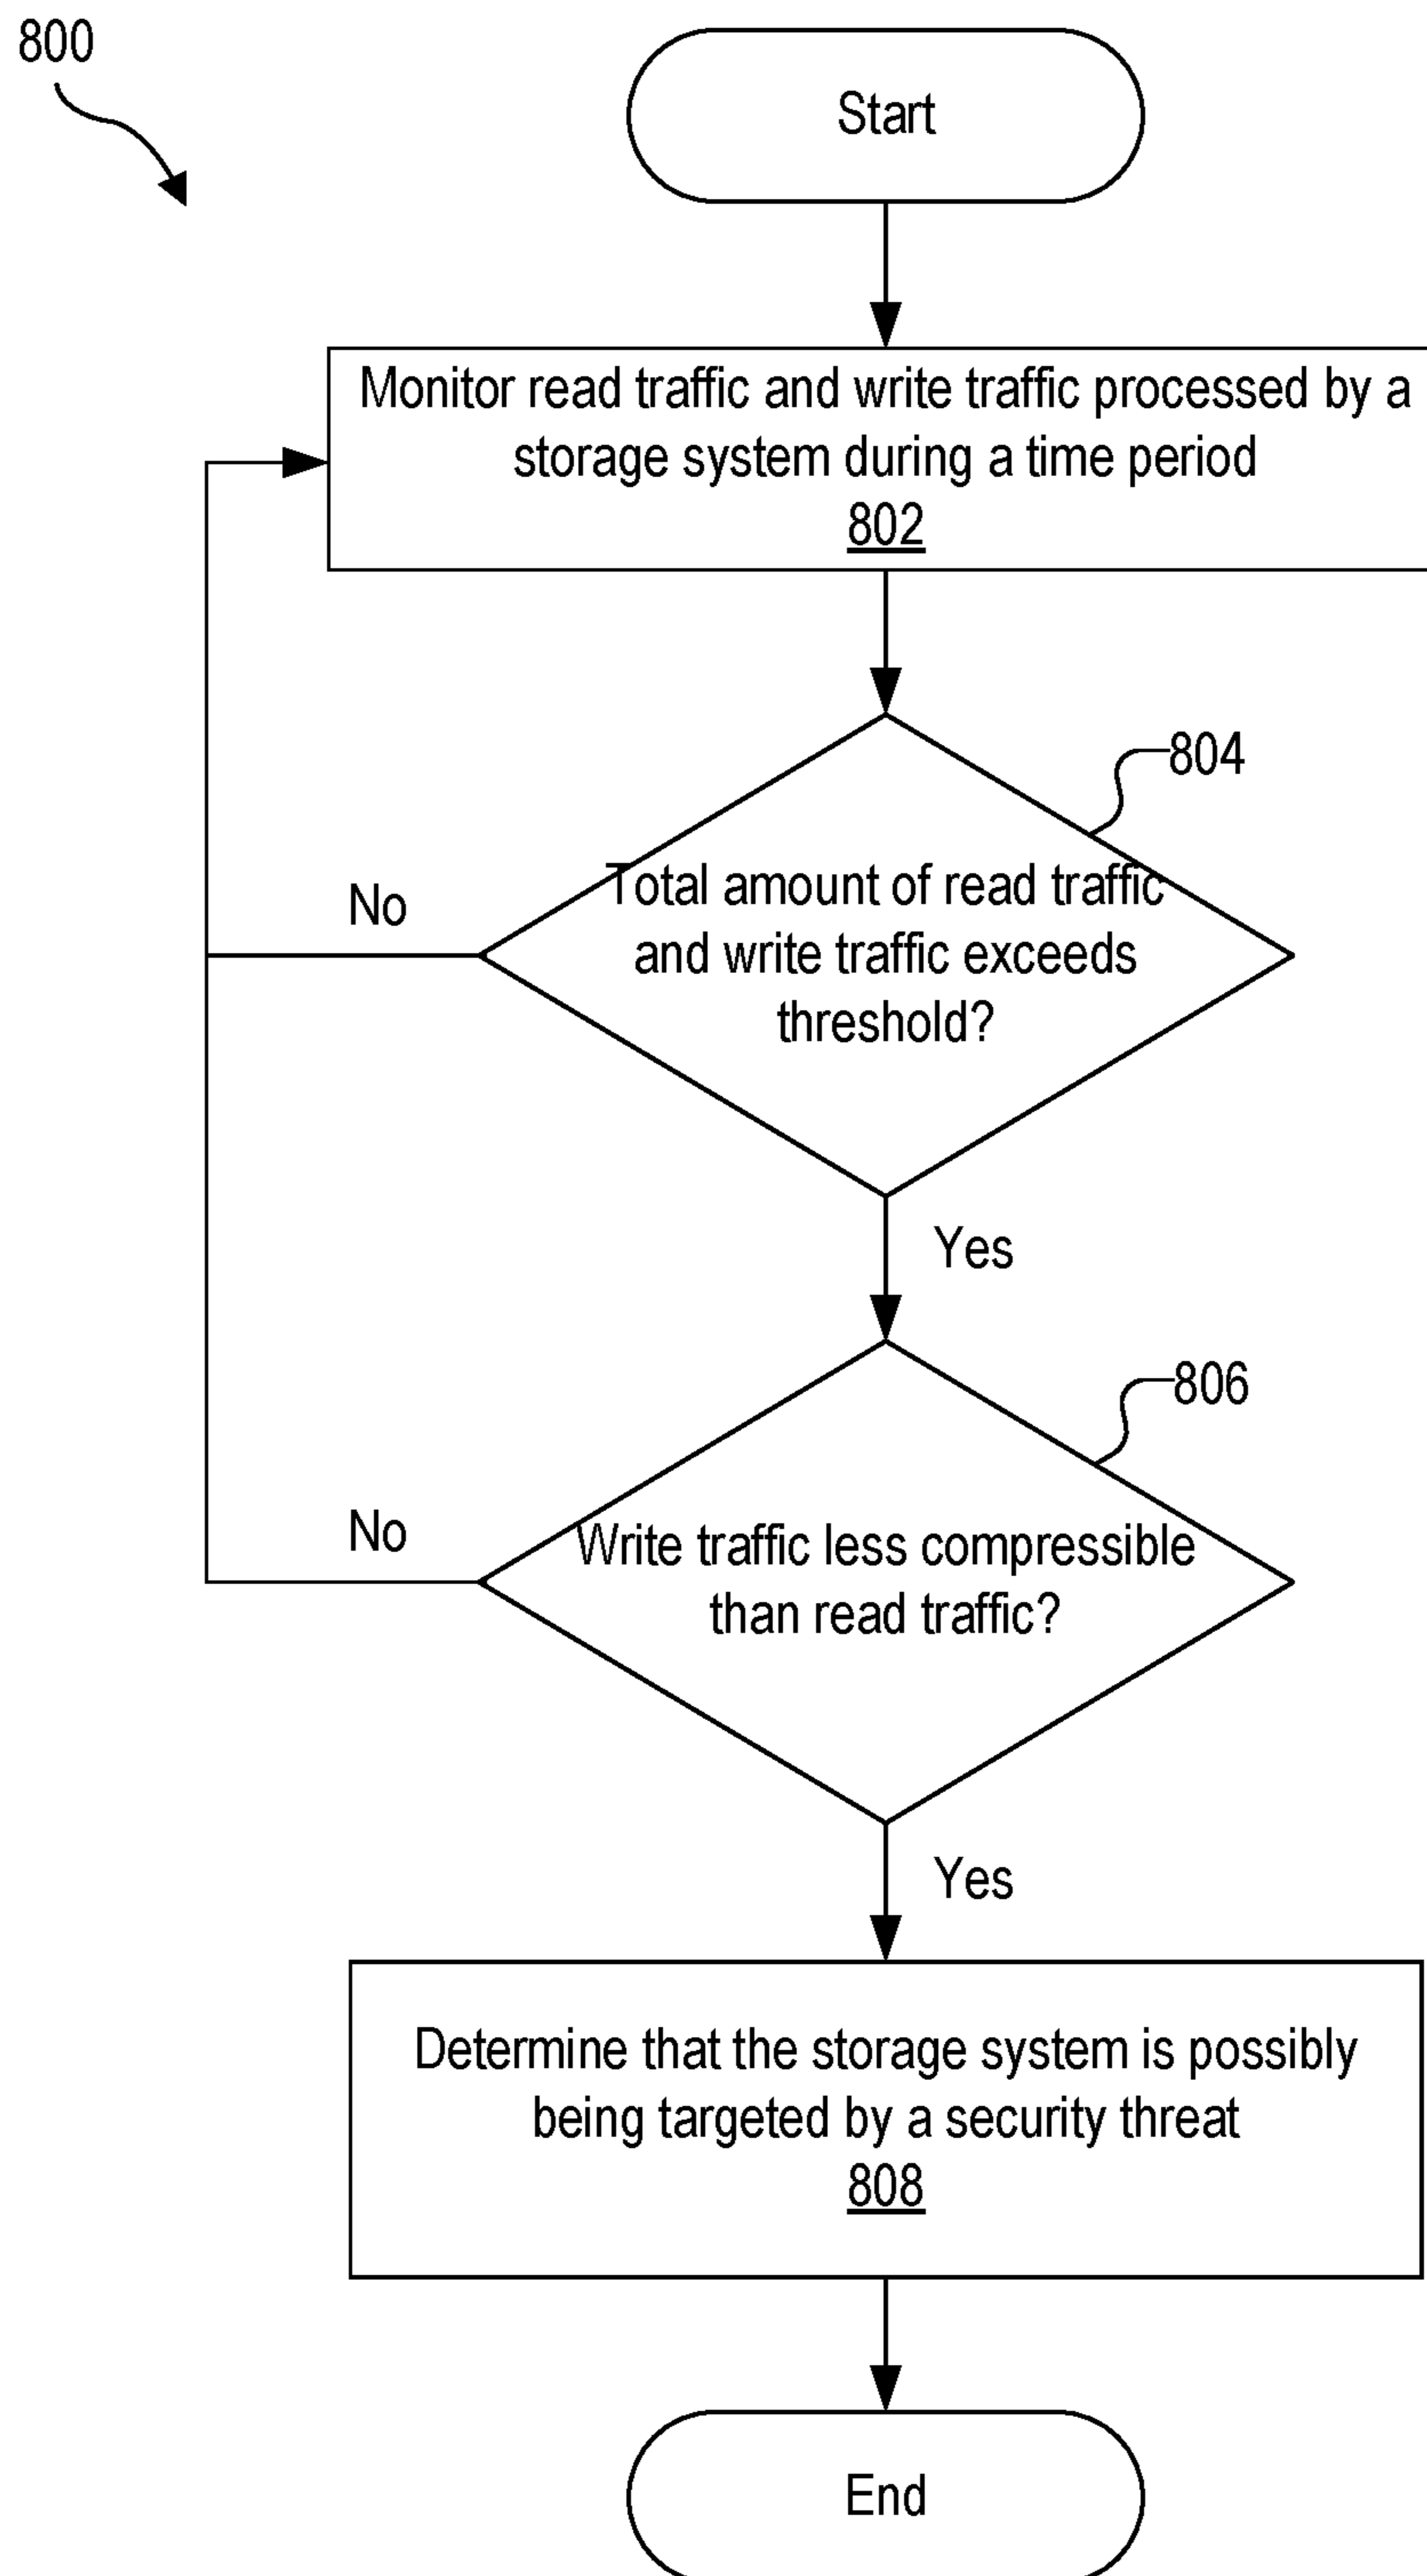 800
Start
Monitor read traffic and write traffic processed by a
storage system during a time period
802
804
Total amount of read traffic
and write traffic exceeds
threshold?
No
Yes
806
Write traffic less compressible
than read traffic?
No
Yes
Determine that the storage system is possibly
being targeted by a security threat
808
End